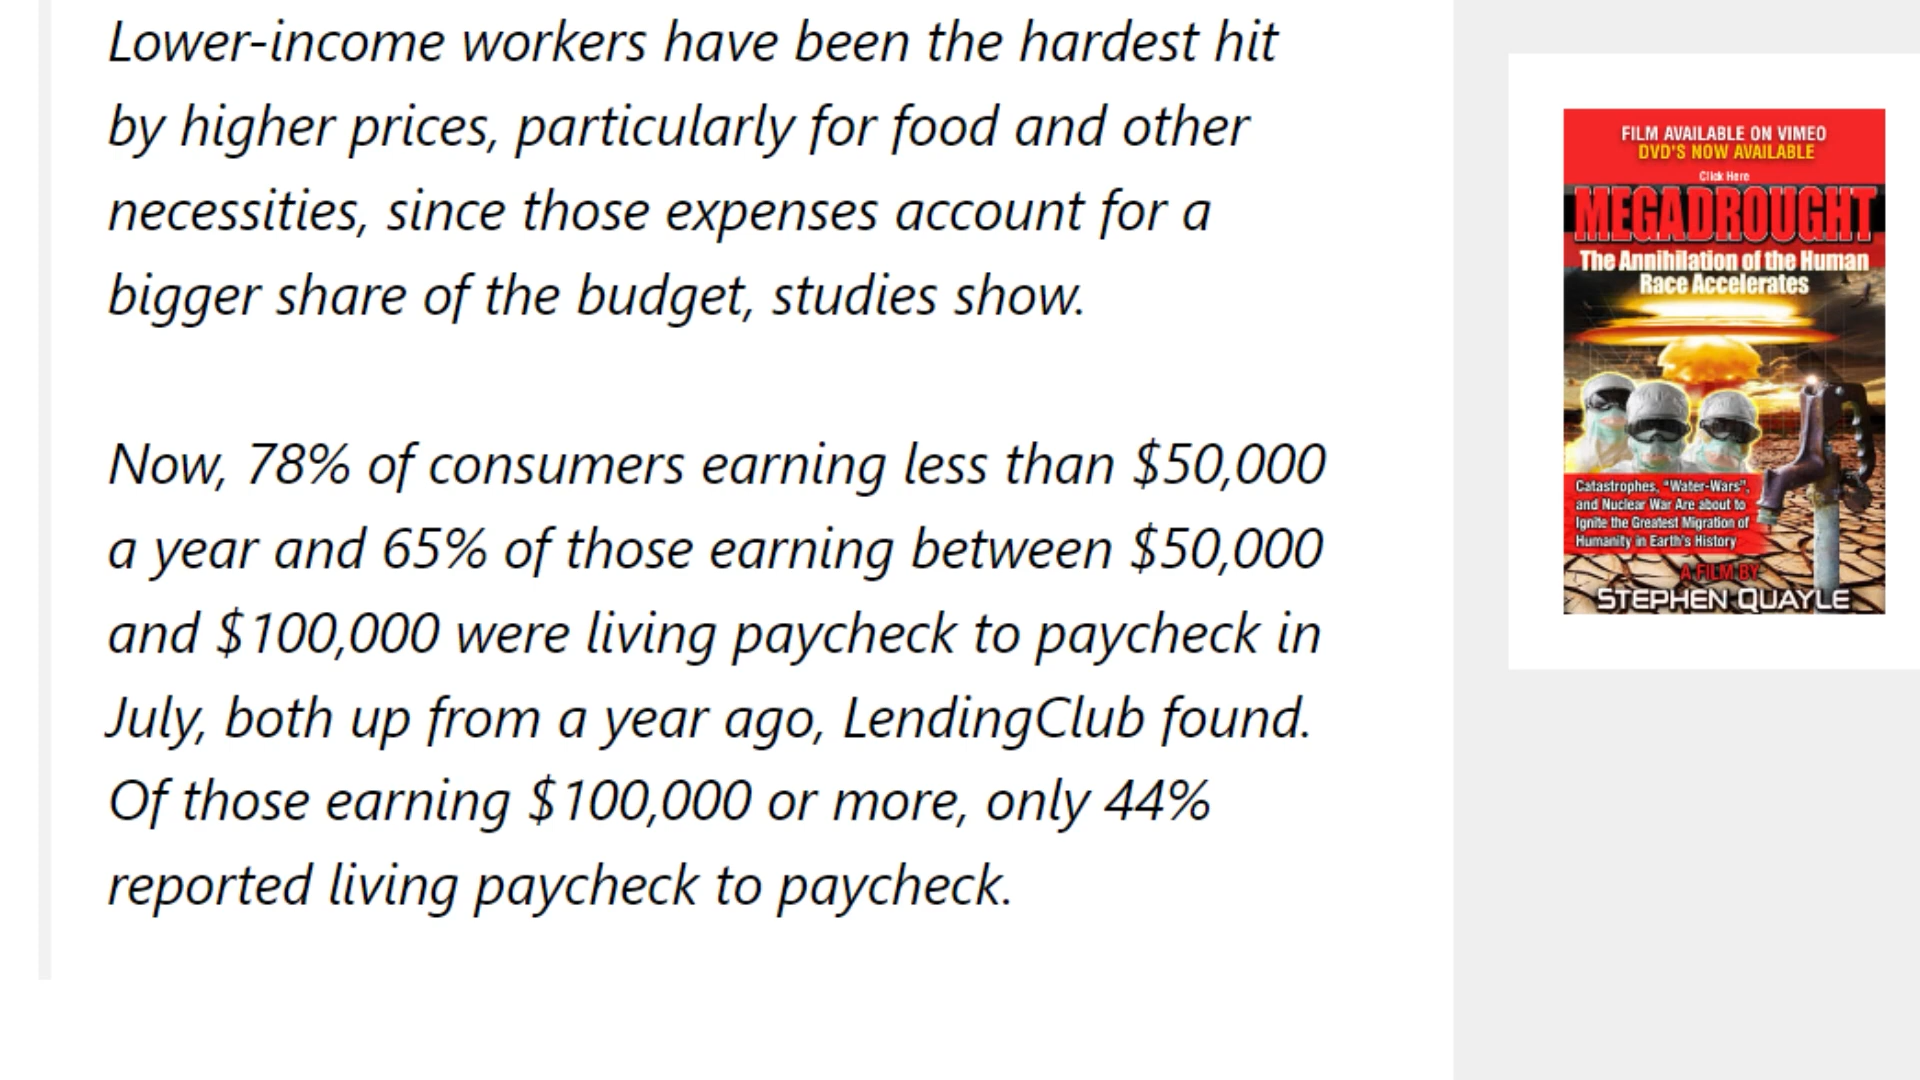 Lower-income workers have been the hardest hit
by higher prices, particularly for food and other
necessities, since those expenses account for a
bigger share of the budget, studies show.
Now, 78% of consumers earning less than $50,000
a year and 65% of those earning between $50,000
and $100,000 were living paycheck to paycheck in
July, both up from a year ago, LendingClub found.
Of those earning $100,000 or more, only 44%
reported living paycheck to paycheck.
FILM AVAILABLE ON VIMEO
DVD'S NOW AVAILABLE
Click Here
MEGADROUGHT
The Annihilation of the Human
Race Accelerates
Catastrophes, "Water-Wars",
and Nuclear War Are about to
Ignite the Greatest Migration of
Humanity in Earth's History
A FILM BY
STEPHEN QUAYLE